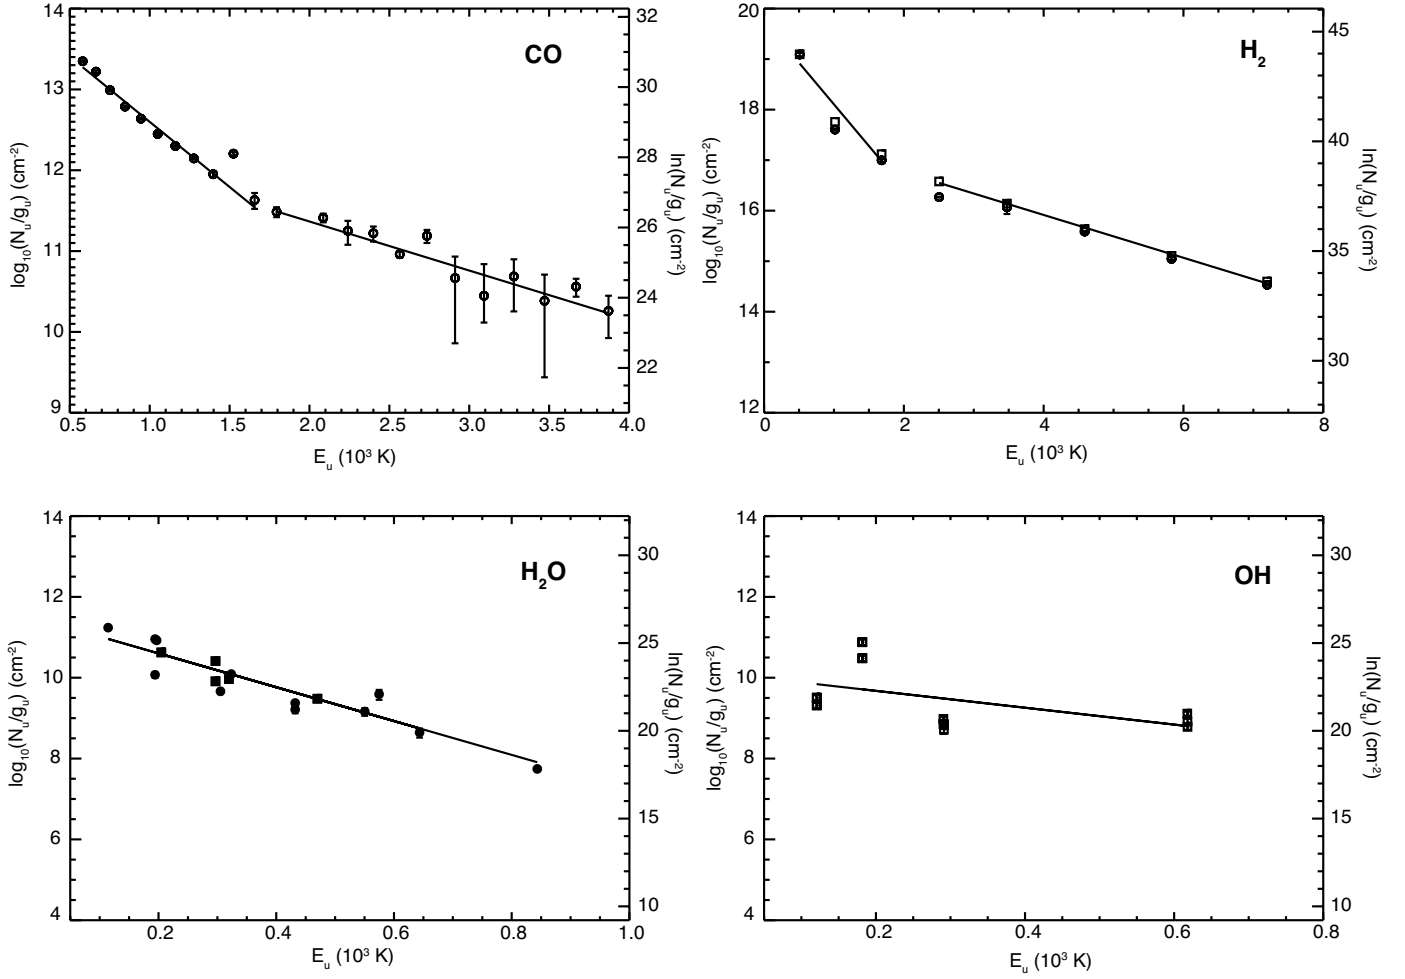 CO
log₁₀(Nᵤ/gᵤ) (cm⁻²)
14
13
12
11
10
9
32
30
28
26
24
22
ln(Nᵤ/gᵤ) (cm⁻²)
0.5 1.0 1.5 2.0 2.5 3.0 3.5 4.0
Eᵤ (10³ K)
H₂
log₁₀(Nᵤ/gᵤ) (cm⁻²)
20
18
16
14
12
45
40
35
30
ln(Nᵤ/gᵤ) (cm⁻²)
0 2 4 6 8
Eᵤ (10³ K)
H₂O
log₁₀(Nᵤ/gᵤ) (cm⁻²)
14
12
10
8
6
4
30
25
20
15
10
ln(Nᵤ/gᵤ) (cm⁻²)
0.2 0.4 0.6 0.8 1.0
Eᵤ (10³ K)
OH
log₁₀(Nᵤ/gᵤ) (cm⁻²)
14
12
10
8
6
4
30
25
20
15
10
ln(Nᵤ/gᵤ) (cm⁻²)
0.2 0.4 0.6 0.8
Eᵤ (10³ K)